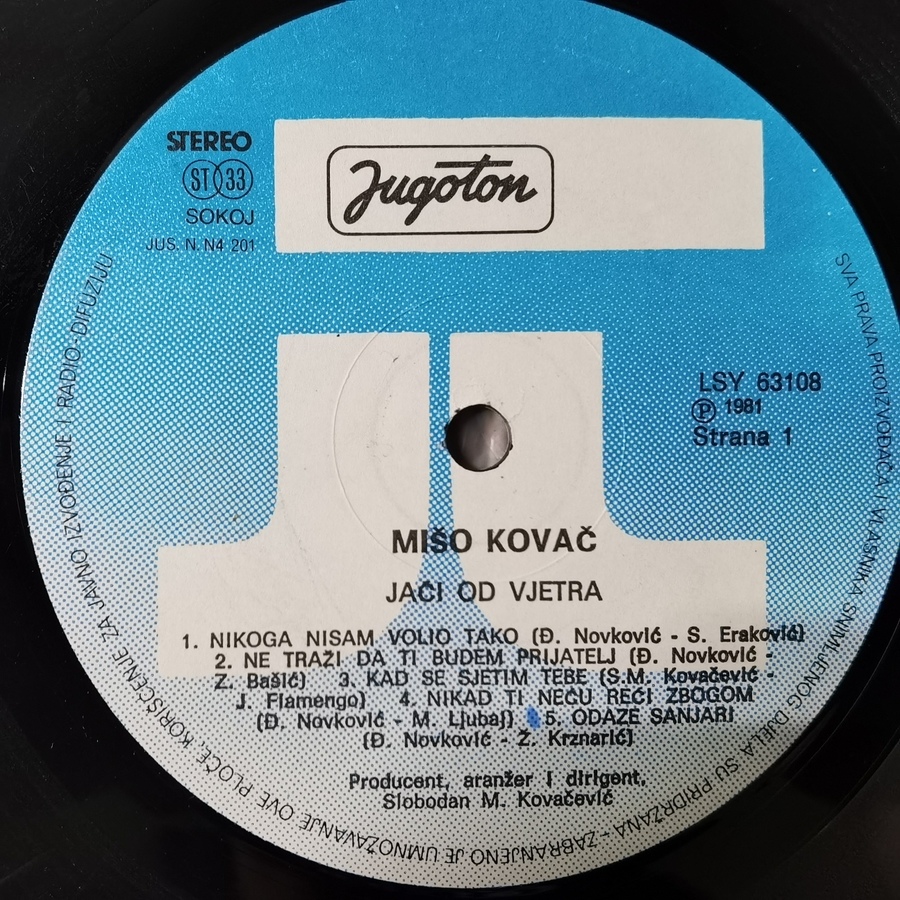 STEREO
ST 33
SOKOJ
JUS. N. N4 201
Jugoton
LSY 63108
Ⓟ 1981
Strana 1
MIŠO KOVAČ
JAČI OD VJETRA
1. NIKOGA NISAM VOLIO TAKO (Đ. Novković - S. Eraković)
2. NE TRAŽI DA TI BUDEM PRIJATELJ (Đ. Novković -
Z. Bašić) 3. KAD SE SJETIM TEBE (S.M. Kovačević -
J. Flamengo) 4. NIKAD TI NEĆU REĆI ZBOGOM
(Đ. Novković - M. Ljubaj) 5. ODAZE SANJARI
(Đ. Novković - Ž. Krznarić)
Producent, aranžer i dirigent,
Slobodan M. Kovačević
SVA PRAVA PROIZVOĐAČA I VLASNIKA SNIMLJENOG DJELA SU PRIDRŽANA - ZABRANJENO JE UMNOŽAVANJE OVE PLOČE, KORIŠĆENJE ZA JAVNO IZVOĐENJE I RADIO-DIFUZIJU